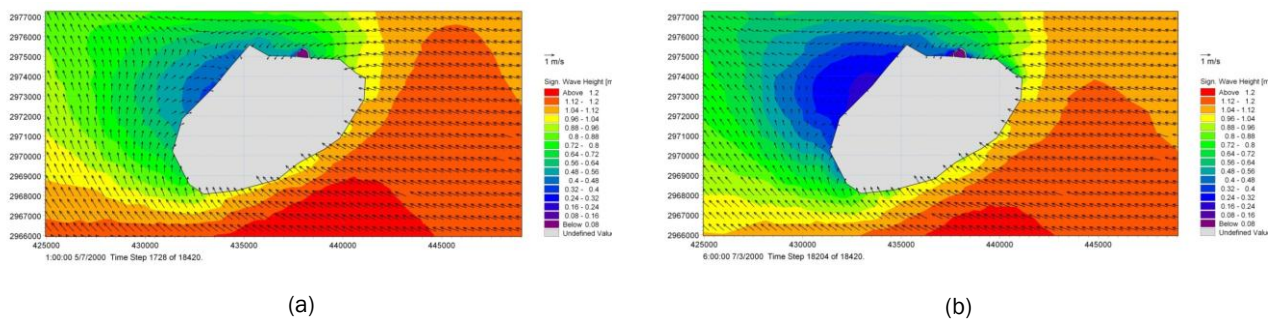 2977000
2976000
2975000
2974000
2973000
2972000
2971000
2970000
2969000
2968000
2967000
2966000
425000 430000 435000 440000 445000
1:00:00 5/7/2000 Time Step 1728 of 18420.
1 m/s
Sign. Wave Height [m
Above 1.2
1.12 - 1.2
1.04 - 1.12
0.96 - 1.04
0.88 - 0.96
0.8 - 0.88
0.72 - 0.8
0.64 - 0.72
0.56 - 0.64
0.48 - 0.56
0.4 - 0.48
0.32 - 0.4
0.24 - 0.32
0.16 - 0.24
0.08 - 0.16
Below 0.08
Undefined Valu
(a)
2977000
2976000
2975000
2974000
2973000
2972000
2971000
2970000
2969000
2968000
2967000
2966000
425000 430000 435000 440000 445000
6:00:00 7/3/2000 Time Step 18204 of 18420.
1 m/s
Sign. Wave Height [m
Above 1.2
1.12 - 1.2
1.04 - 1.12
0.96 - 1.04
0.88 - 0.96
0.8 - 0.88
0.72 - 0.8
0.64 - 0.72
0.56 - 0.64
0.48 - 0.56
0.4 - 0.48
0.32 - 0.4
0.24 - 0.32
0.16 - 0.24
0.08 - 0.16
Below 0.08
Undefined Valu
(b)